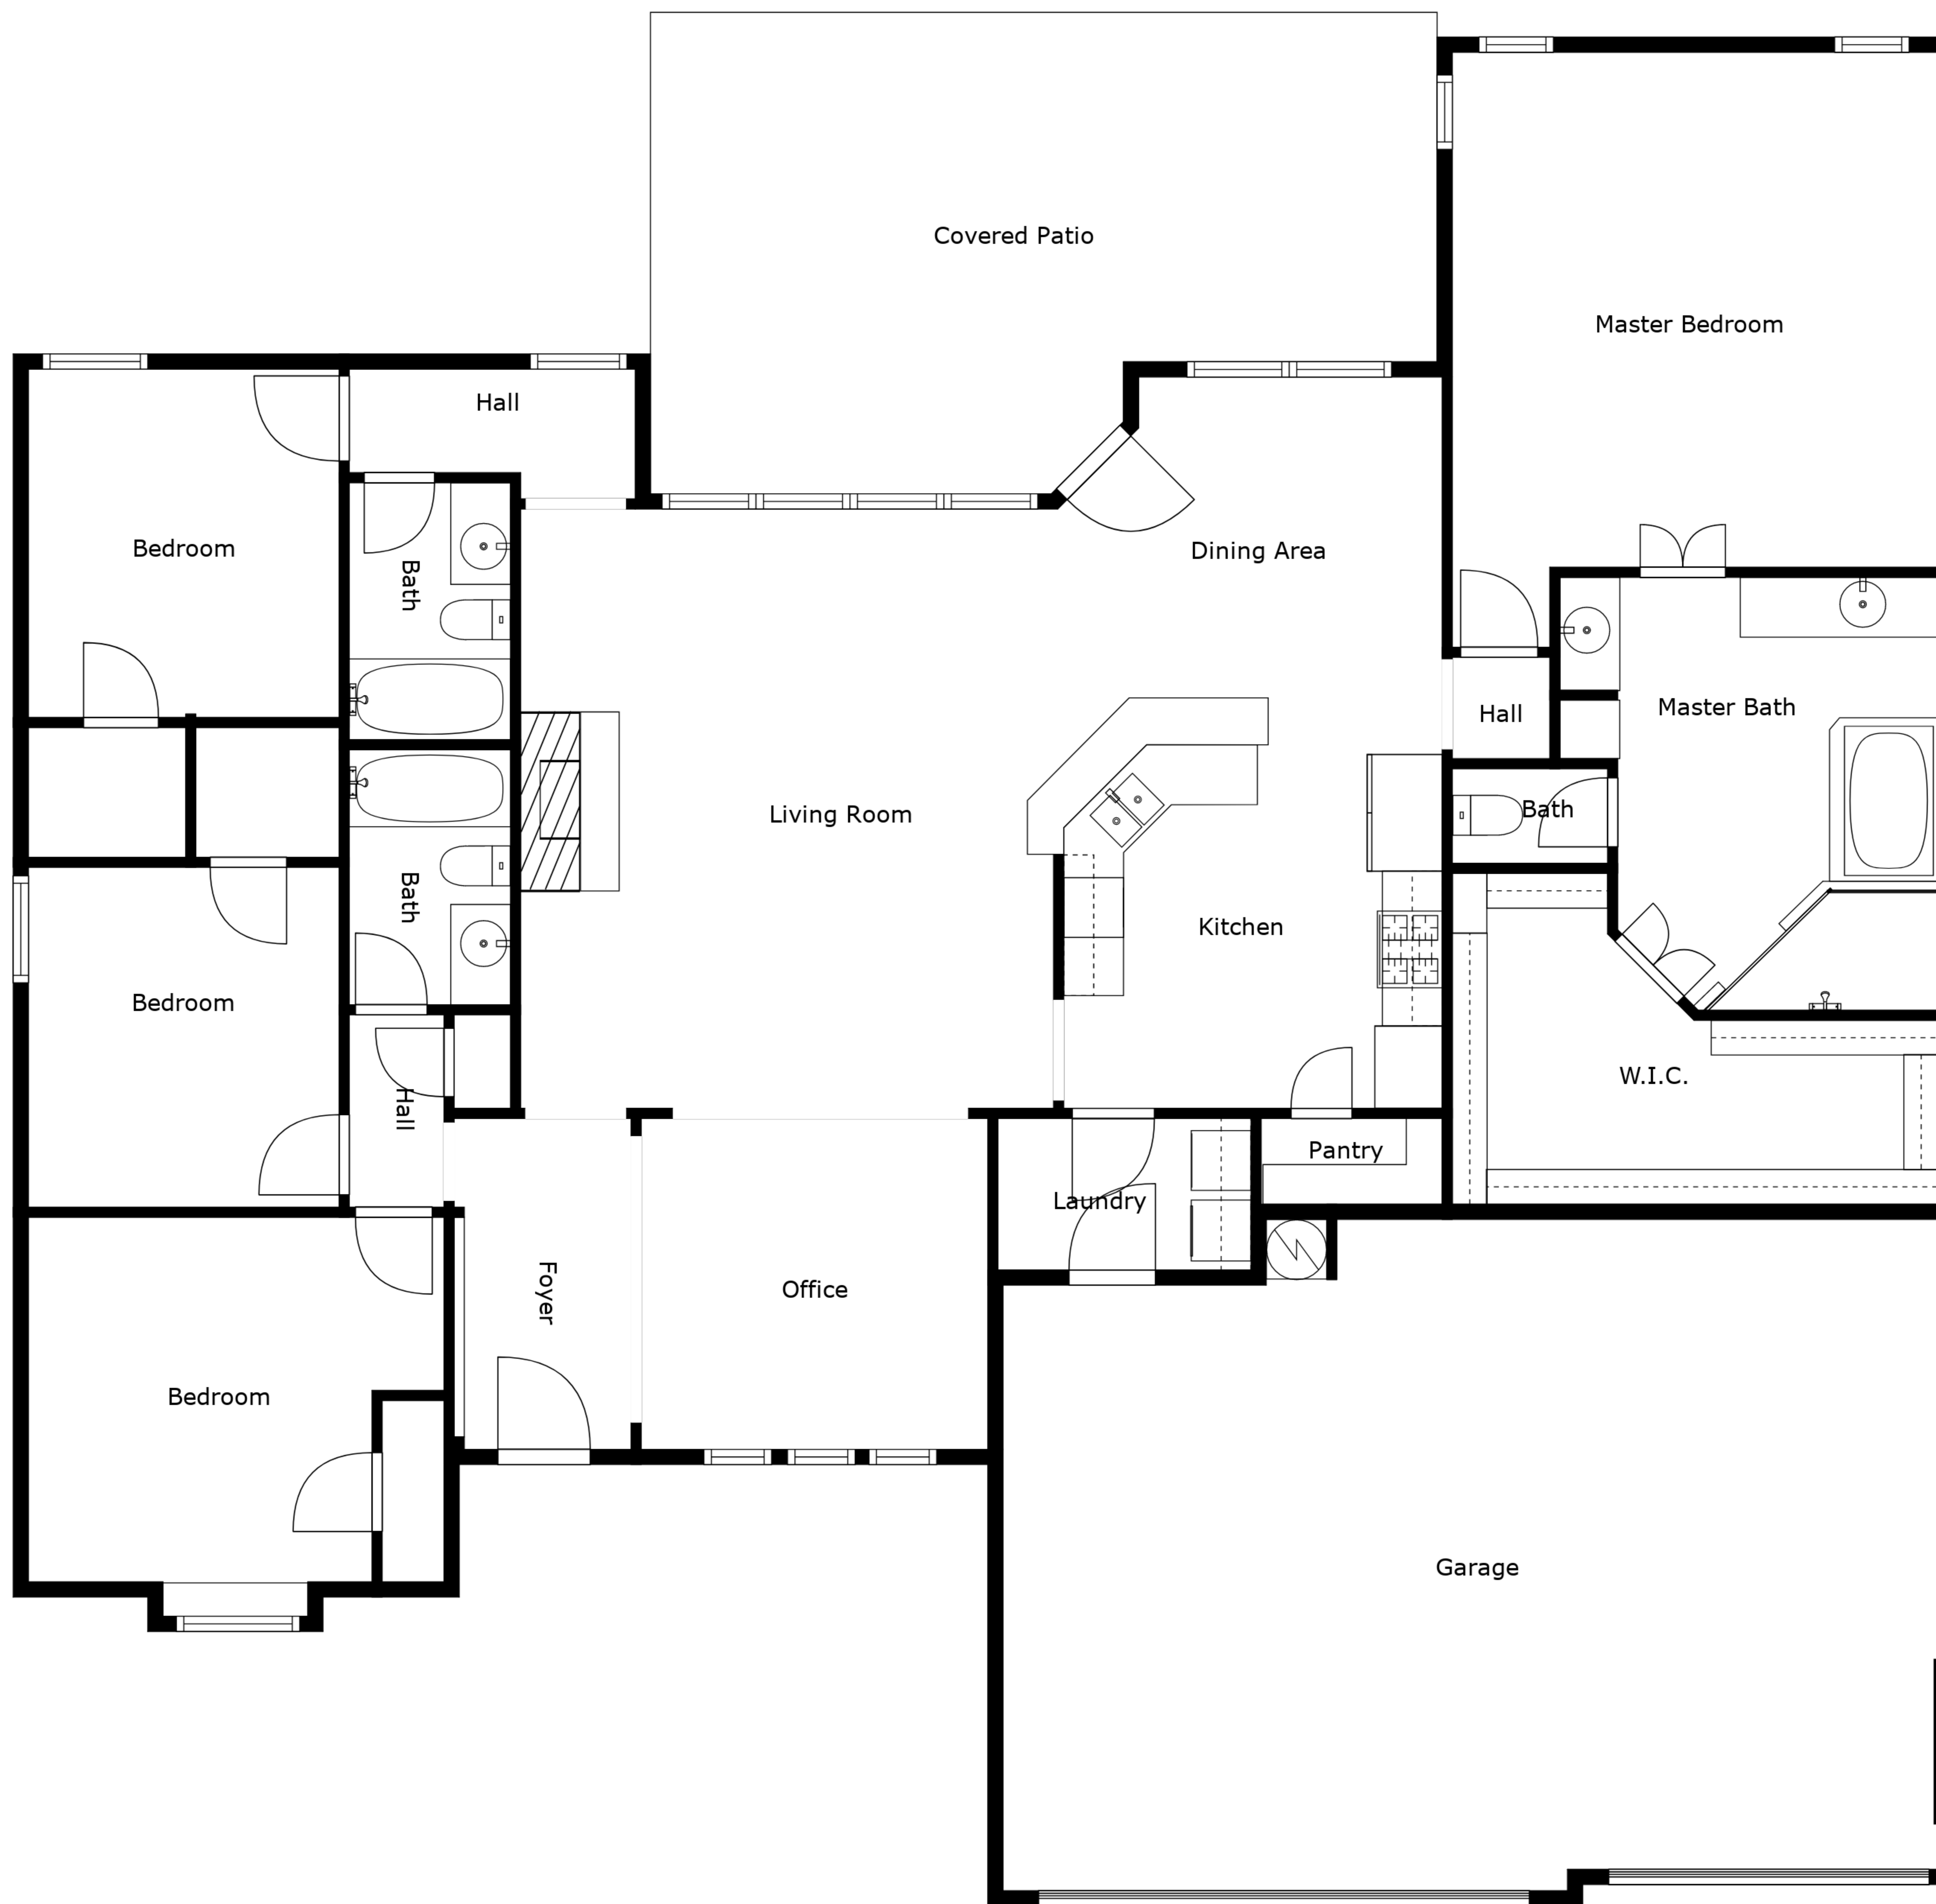 Covered Patio
Master Bedroom
Hall
Bedroom
Dining Area
Bath
Master Bath
Hall
Bath
Living Room
Bath
Kitchen
Bedroom
W.I.C.
Hall
Pantry
Laundry
Foyer
Office
Bedroom
Garage